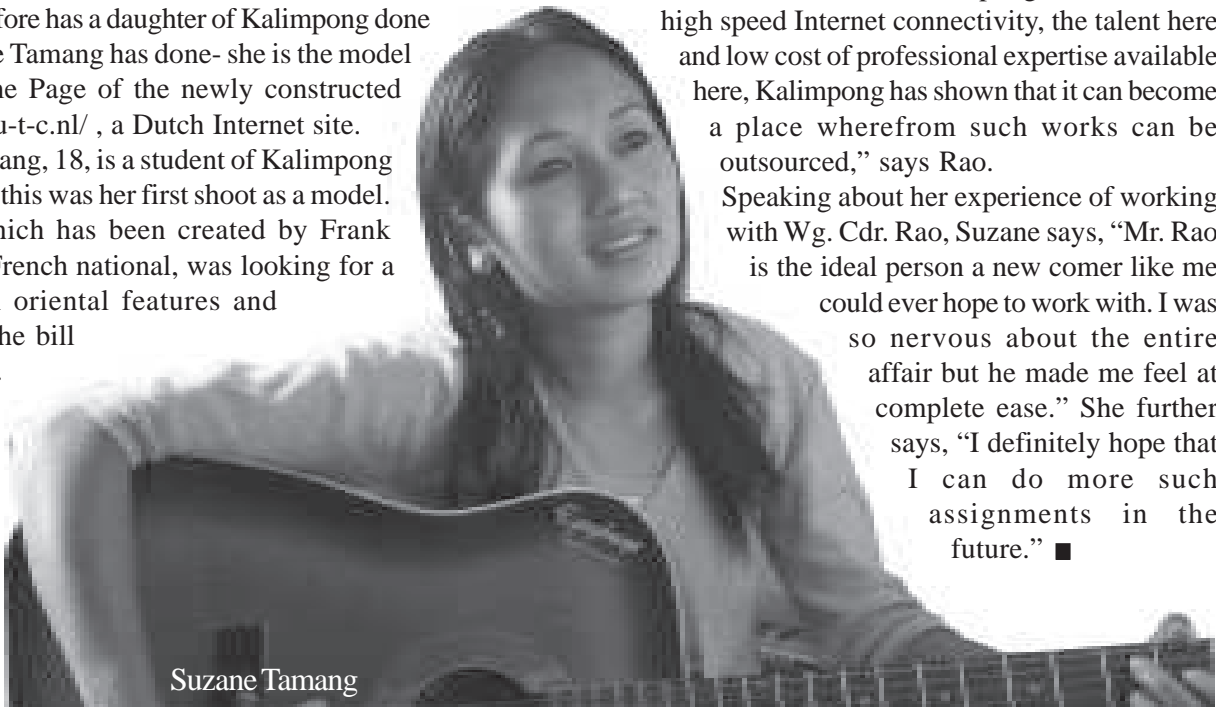 fore has a daughter of Kalimpong done
e Tamang has done- she is the model
ne Page of the newly constructed
u-t-c.nl/ , a Dutch Internet site.
ang, 18, is a student of Kalimpong
this was her first shoot as a model.
hich has been created by Frank
French national, was looking for a
oriental features and
he bill
high speed Internet connectivity, the talent here
and low cost of professional expertise available
here, Kalimpong has shown that it can become
a place wherefrom such works can be
outsourced,” says Rao.
Speaking about her experience of working
with Wg. Cdr. Rao, Suzane says, “Mr. Rao
is the ideal person a new comer like me
could ever hope to work with. I was
so nervous about the entire
affair but he made me feel at
complete ease.” She further
says, “I definitely hope that
I can do more such
assignments in the
future.” ■
Suzane Tamang